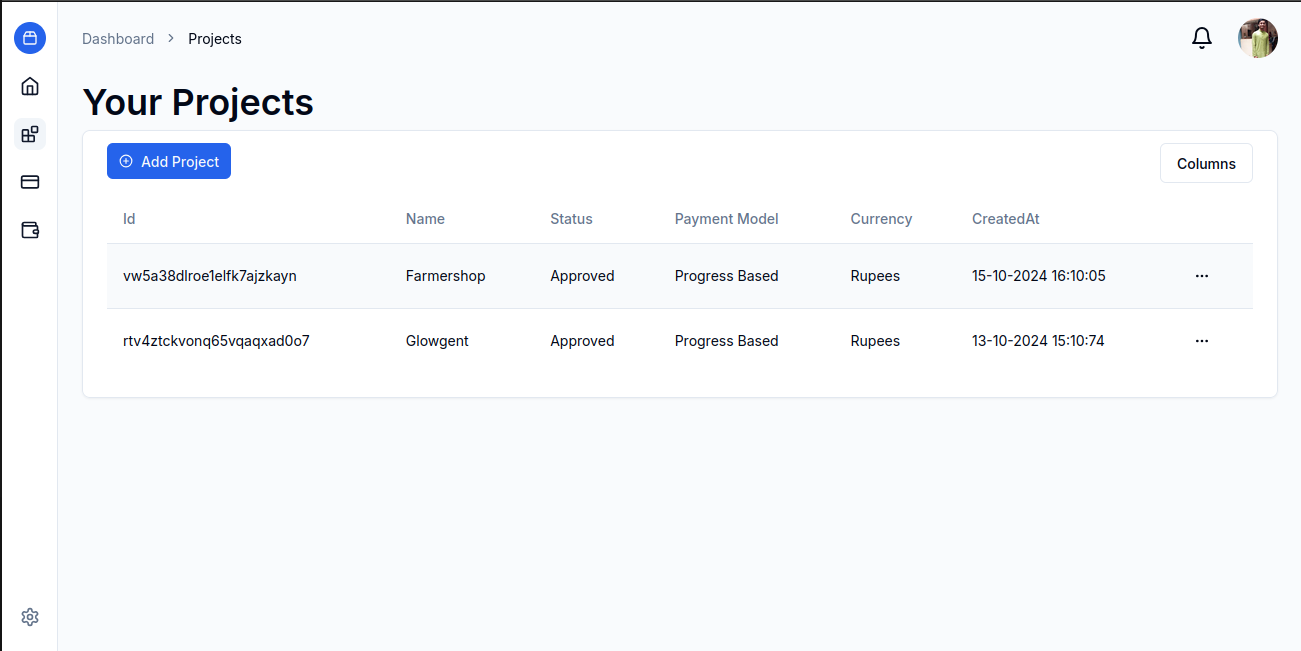 Dashboard > Projects
Your Projects
Add Project
Columns
Id Name Status Payment Model Currency CreatedAt
vw5a38dlroe1elfk7ajzkayn Farmershop Approved Progress Based Rupees 15-10-2024 16:10:05 ...
rtv4ztckvonq65vqaqxad0o7 Glowgent Approved Progress Based Rupees 13-10-2024 15:10:74 ...